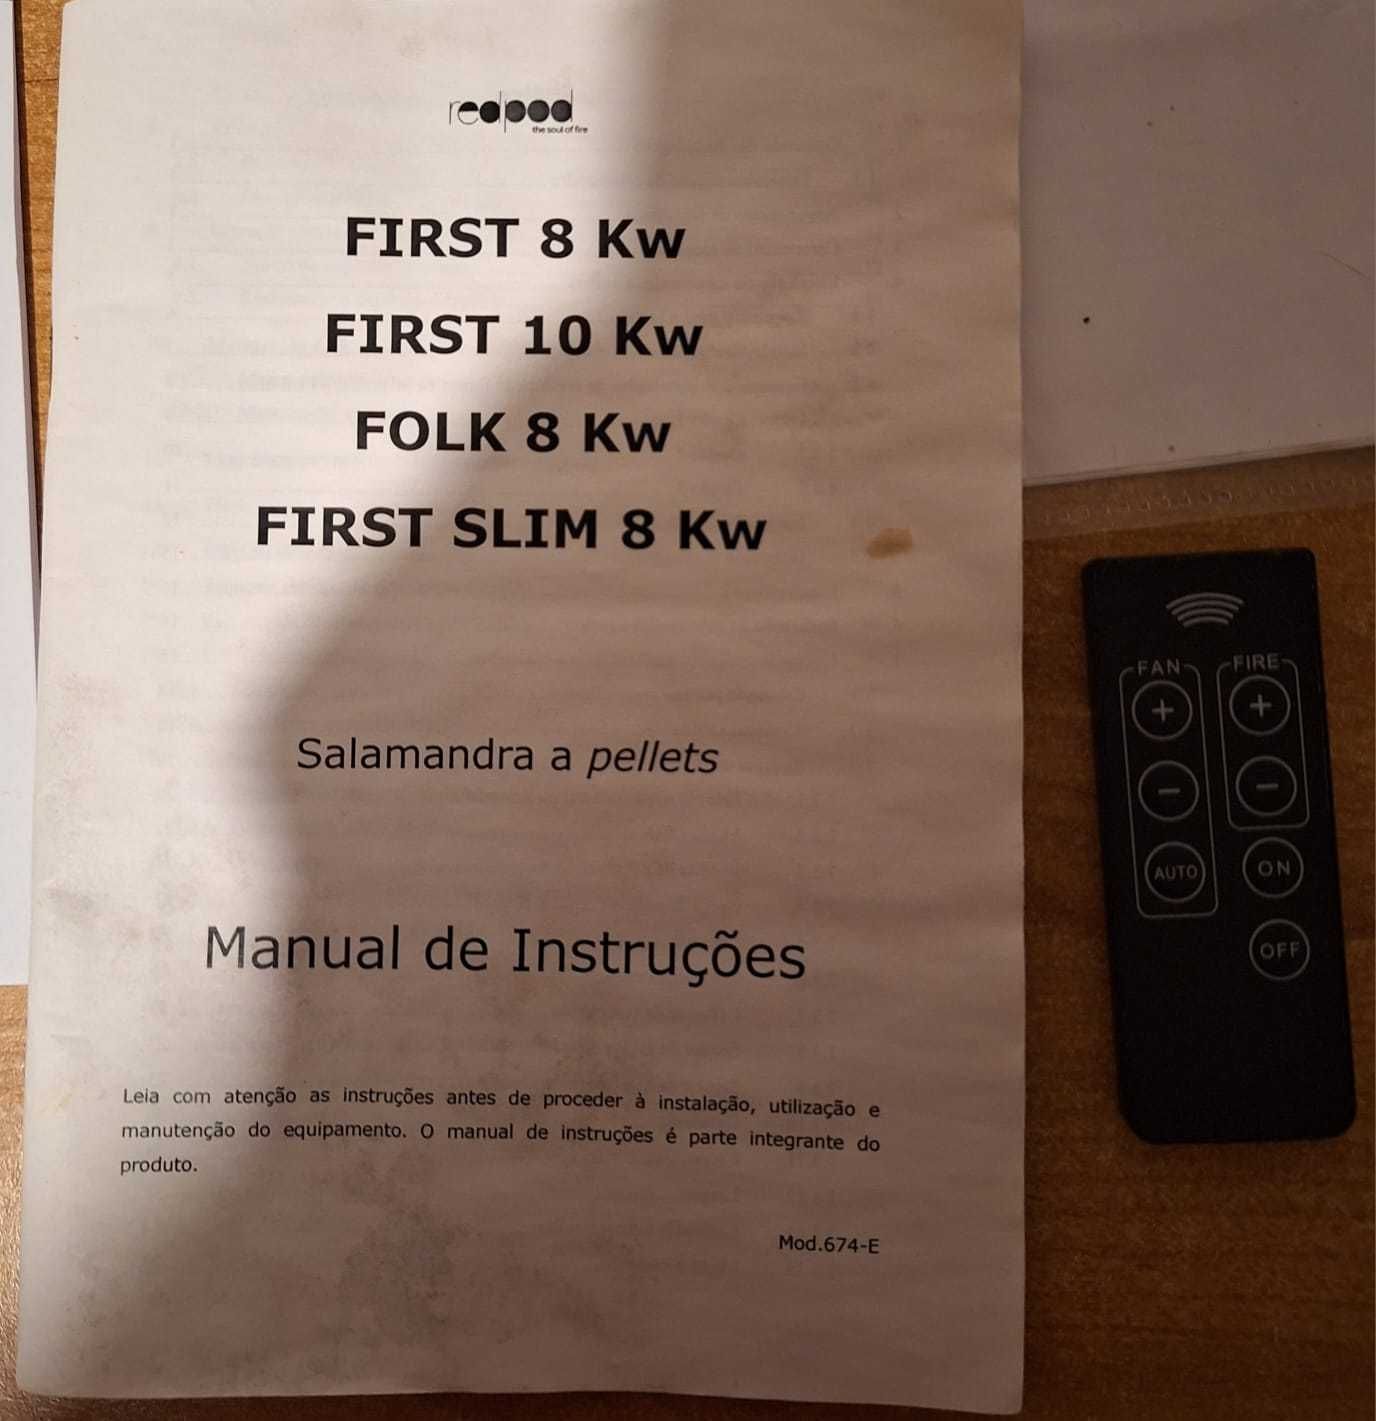 redpod
the soul of fire
FIRST 8 Kw
FIRST 10 Kw
FOLK 8 Kw
FIRST SLIM 8 Kw
Salamandra a pellets
Manual de Instruções
Leia com atenção as instruções antes de proceder à instalação, utilização e
manutenção do equipamento. O manual de instruções é parte integrante do
produto.
Mod.674-E
FAN FIRE
+ +
- -
AUTO ON
OFF